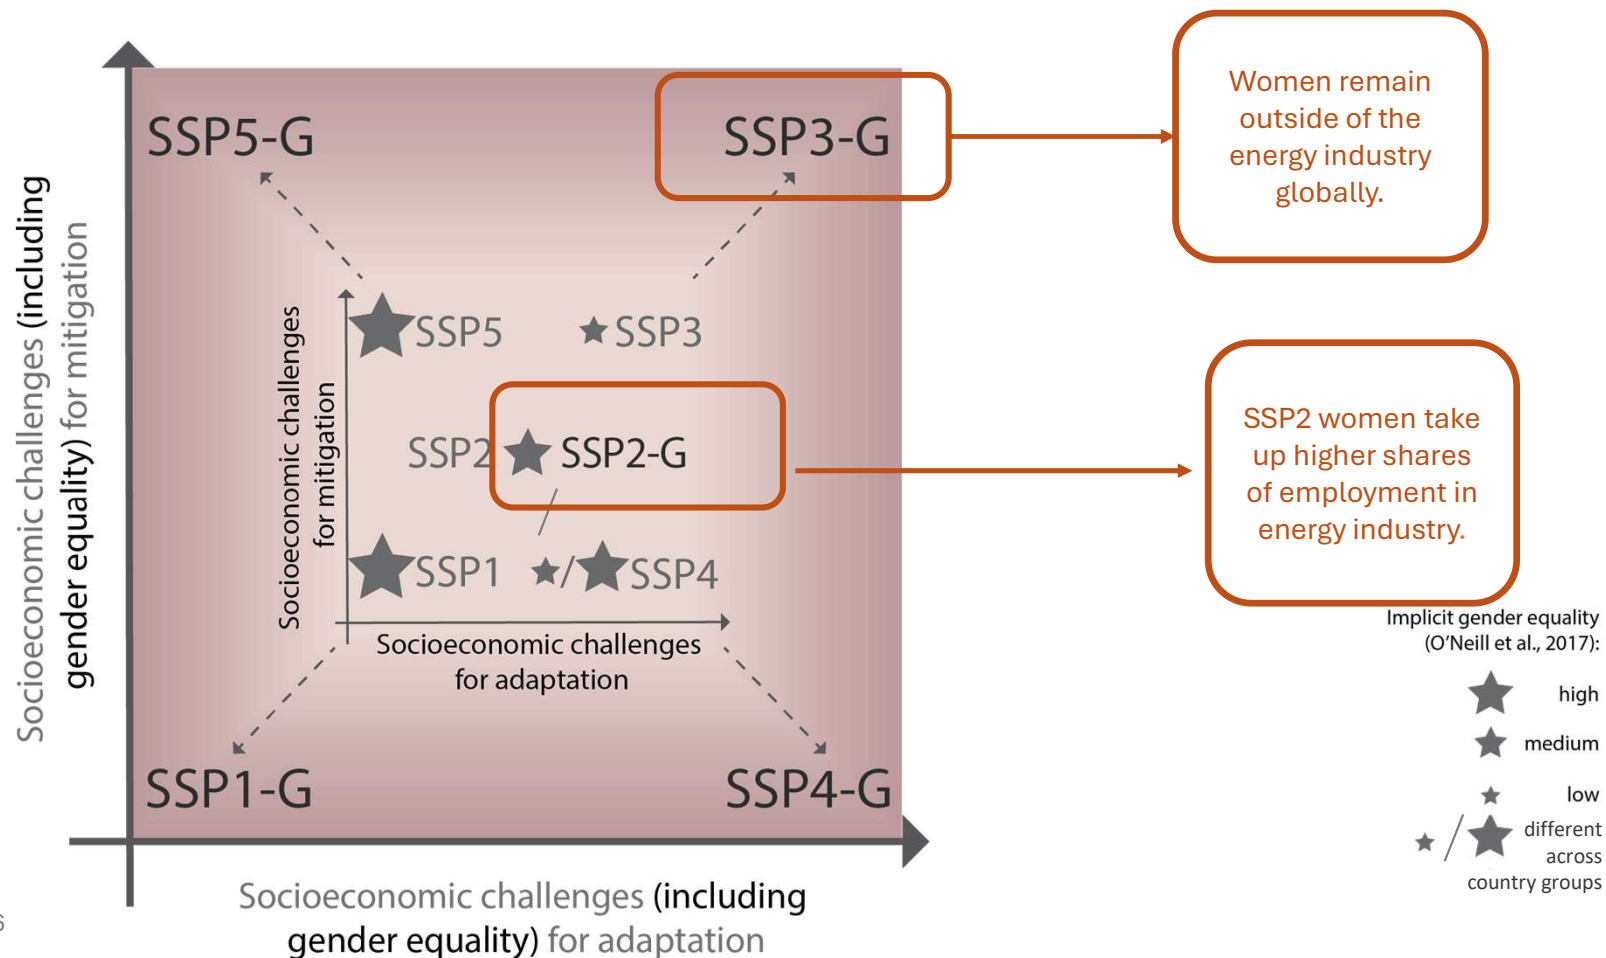 Socioeconomic challenges (including
gender equality) for mitigation
SSP5-G
SSP3-G
Socioeconomic challenges
for mitigation
SSP5
SSP3
SSP2
SSP2-G
SSP1
/
SSP4
Socioeconomic challenges
for adaptation
SSP1-G
SSP4-G
Socioeconomic challenges (including
gender equality) for adaptation
Women remain
outside of the
energy industry
globally.
SSP2 women take
up higher shares
of employment in
energy industry.
Implicit gender equality
(O'Neill et al., 2017):
high
medium
low
different
across
country groups
6